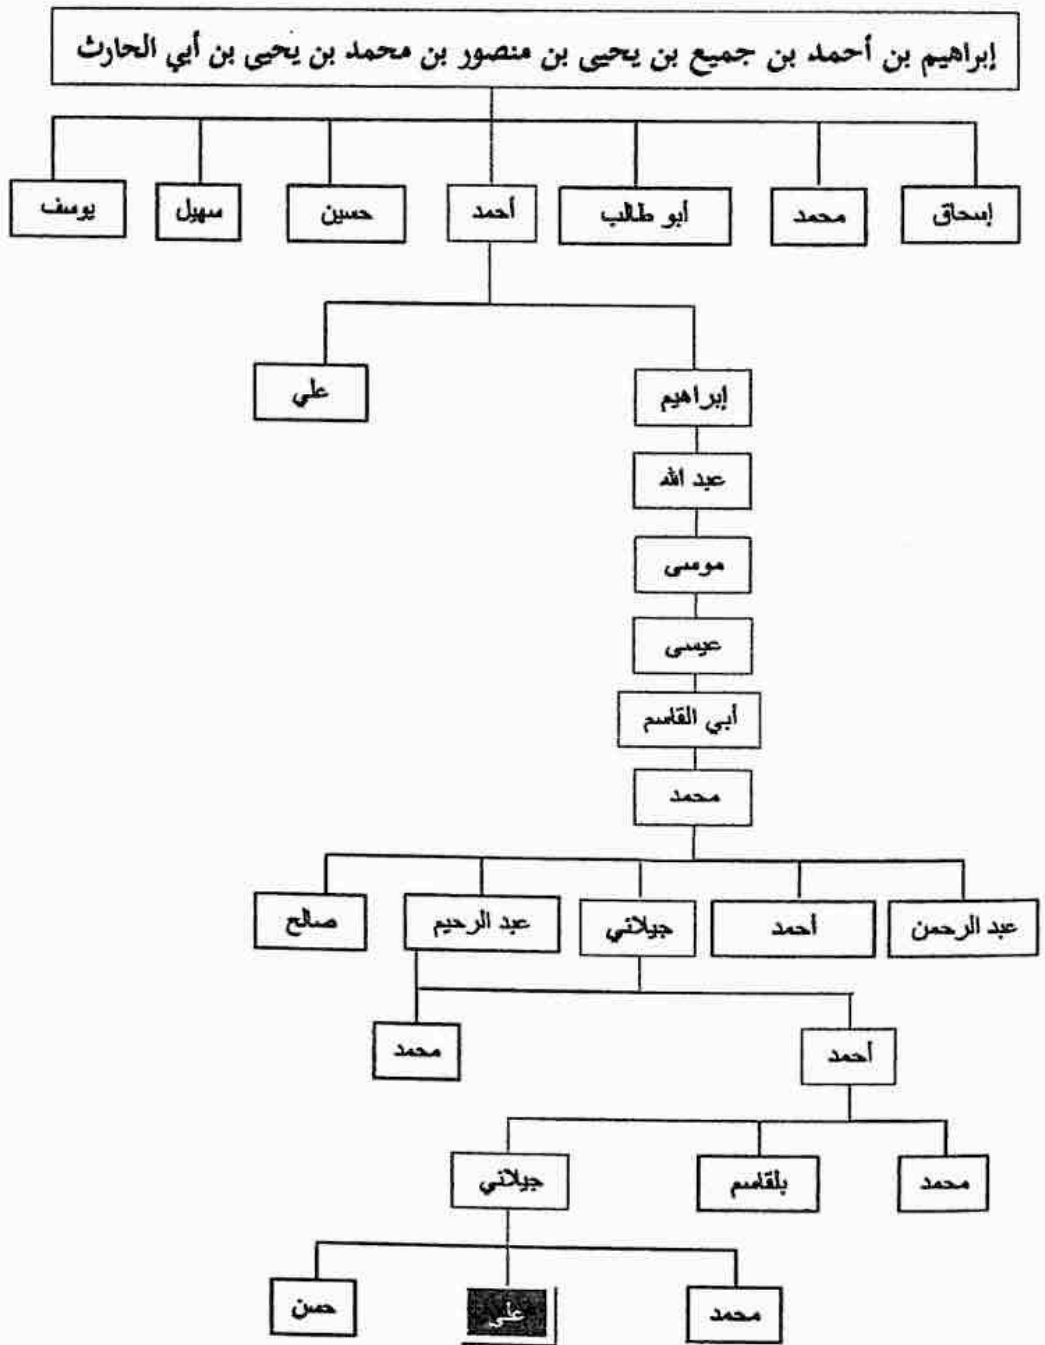 إبراهيم بن أحمد بن جميع بن يحيى بن منصور بن محمد بن يحيى بن أبي الحارث
إسحاق محمد أبو طالب أحمد حسين سهيل يوسف
إبراهيم علي
عبد الله
موسى
عيسى
أبي القاسم
محمد
عبد الرحمن أحمد جيلاني عبد الرحيم صالح
أحمد محمد
محمد بلقاسم جيلاني
محمد علي حسن